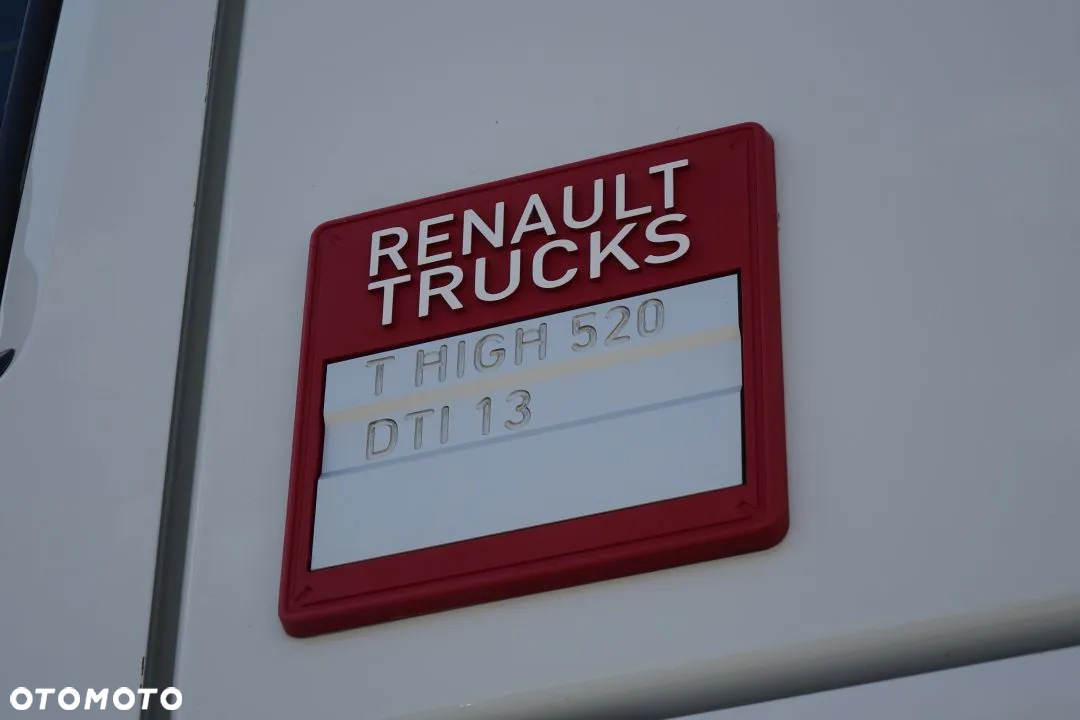 RENAULT
TRUCKS
T HIGH 520
DTI 13
OTOMOTO